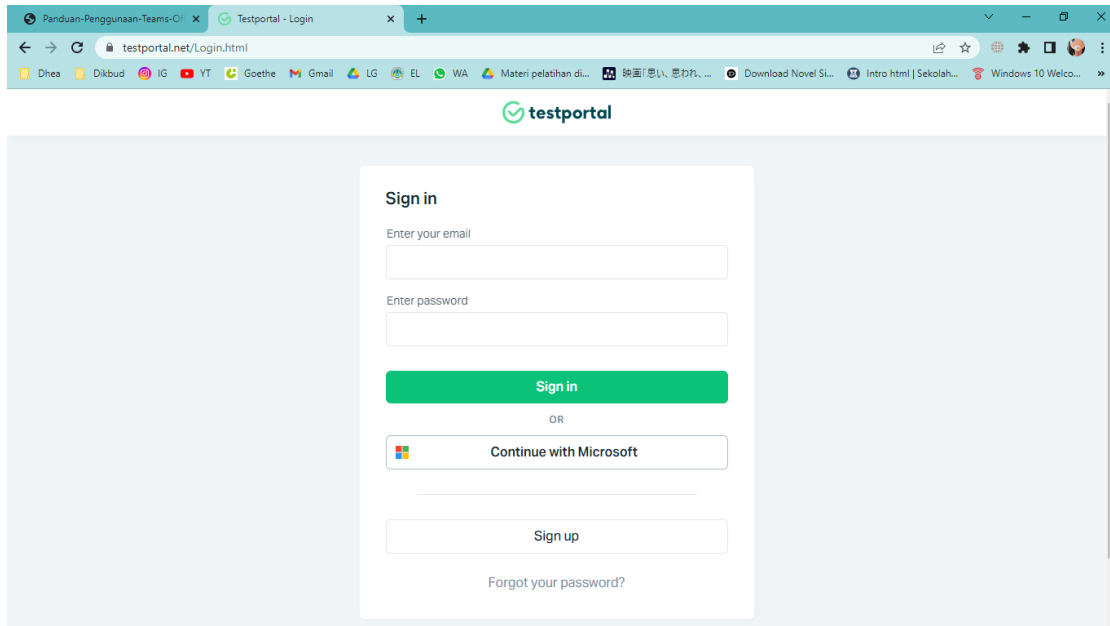 Panduan-Penggunaan-Teams-Of
Testportal - Login
testportal.net/Login.html
Dhea Dikbud IG YT Goethe Gmail LG EL WA Materi pelatihan di... 映画「思い、思われ、... Download Novel Si... Intro html | Sekolah... Windows 10 Welco... »
testportal
Sign in
Enter your email
Enter password
Sign in
OR
Continue with Microsoft
Sign up
Forgot your password?